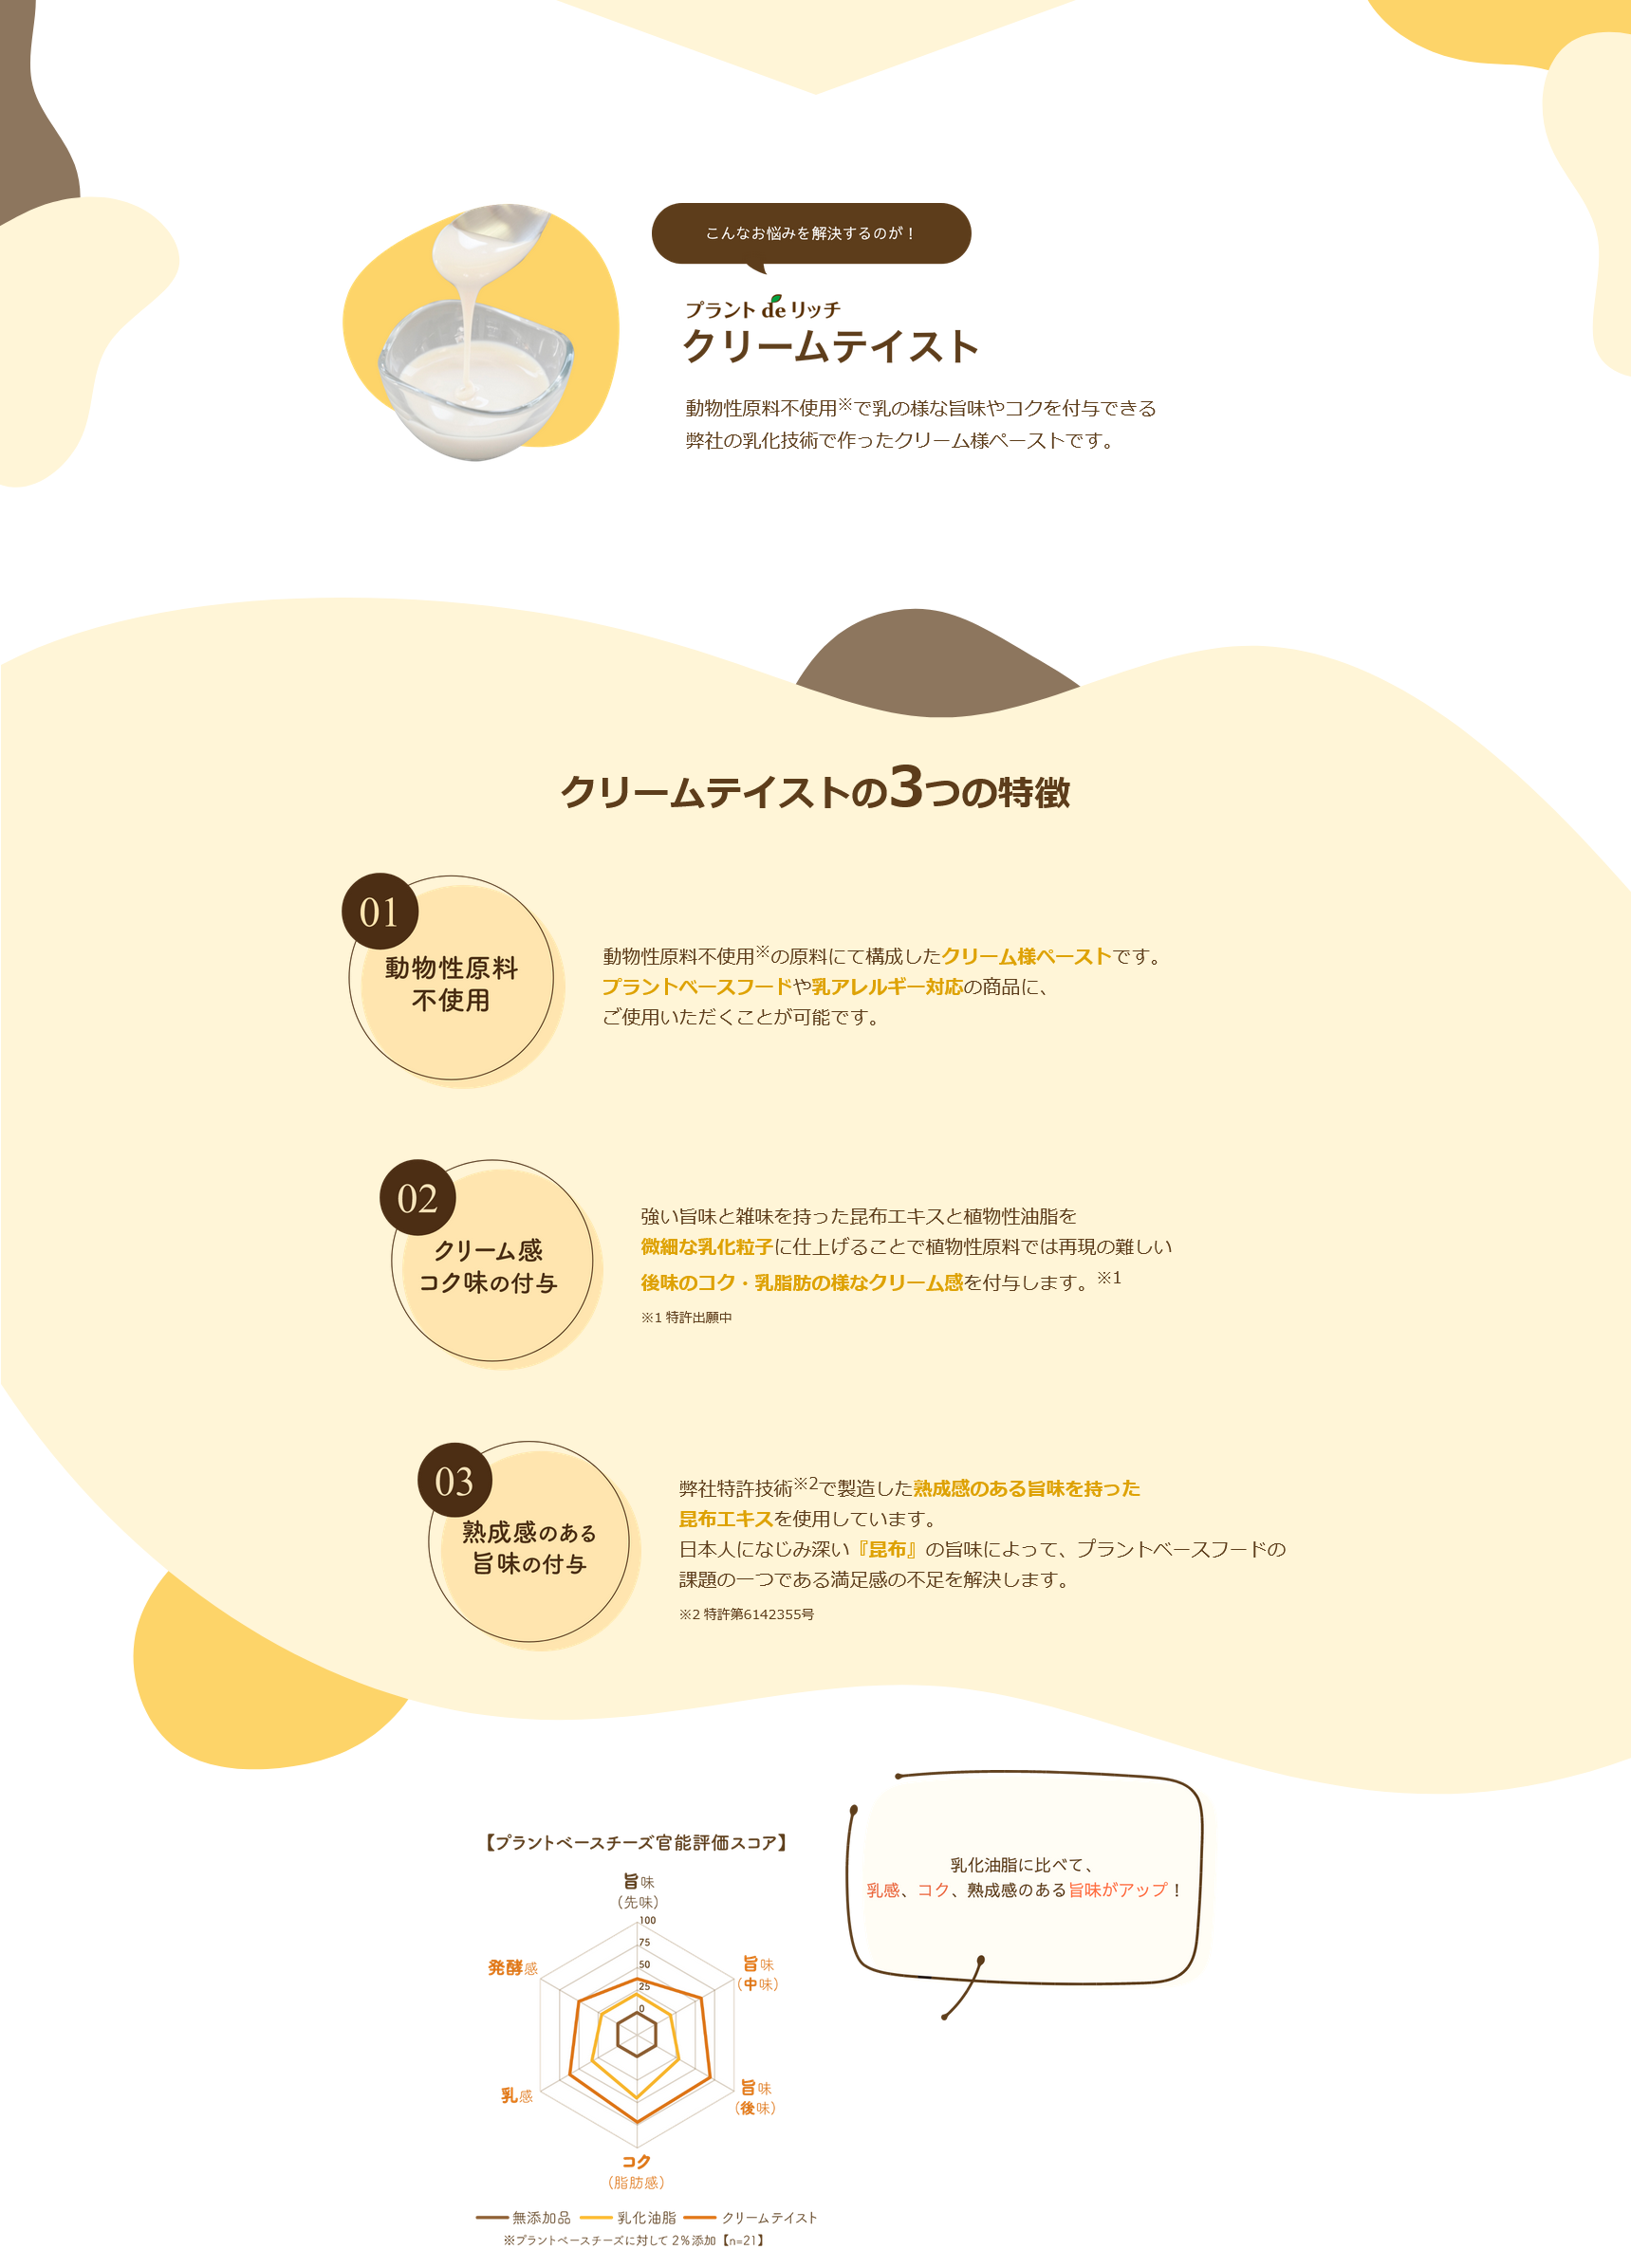 こんなお悩みを解決するのが！
プラント de リッチ
クリームテイスト
動物性原料不使用※で乳の様な旨味やコクを付与できる
弊社の乳化技術で作ったクリーム様ペーストです。
クリームテイストの3つの特徴
01
動物性原料
不使用
動物性原料不使用※の原料にて構成したクリーム様ペーストです。
プラントベースフードや乳アレルギー対応の商品に、
ご使用いただくことが可能です。
02
クリーム感
コク味の付与
強い旨味と雑味を持った昆布エキスと植物性油脂を
微細な乳化粒子に仕上げることで植物性原料では再現の難しい
後味のコク・乳脂肪の様なクリーム感を付与します。※1
※1 特許出願中
03
熟成感のある
旨味の付与
弊社特許技術※2で製造した熟成感のある旨味を持った
昆布エキスを使用しています。
日本人になじみ深い『昆布』の旨味によって、プラントベースフードの
課題の一つである満足感の不足を解決します。
※2 特許第6142355号
【プラントベースチーズ官能評価スコア】
旨味
（先味）
100
75
50
25
0
旨味
（中味）
旨味
（後味）
コク
（脂肪感）
乳感
発酵感
無添加品 乳化油脂 クリームテイスト
※プラントベースチーズに対して 2％添加【n=21】
乳化油脂に比べて、
乳感、コク、熟成感のある旨味がアップ！